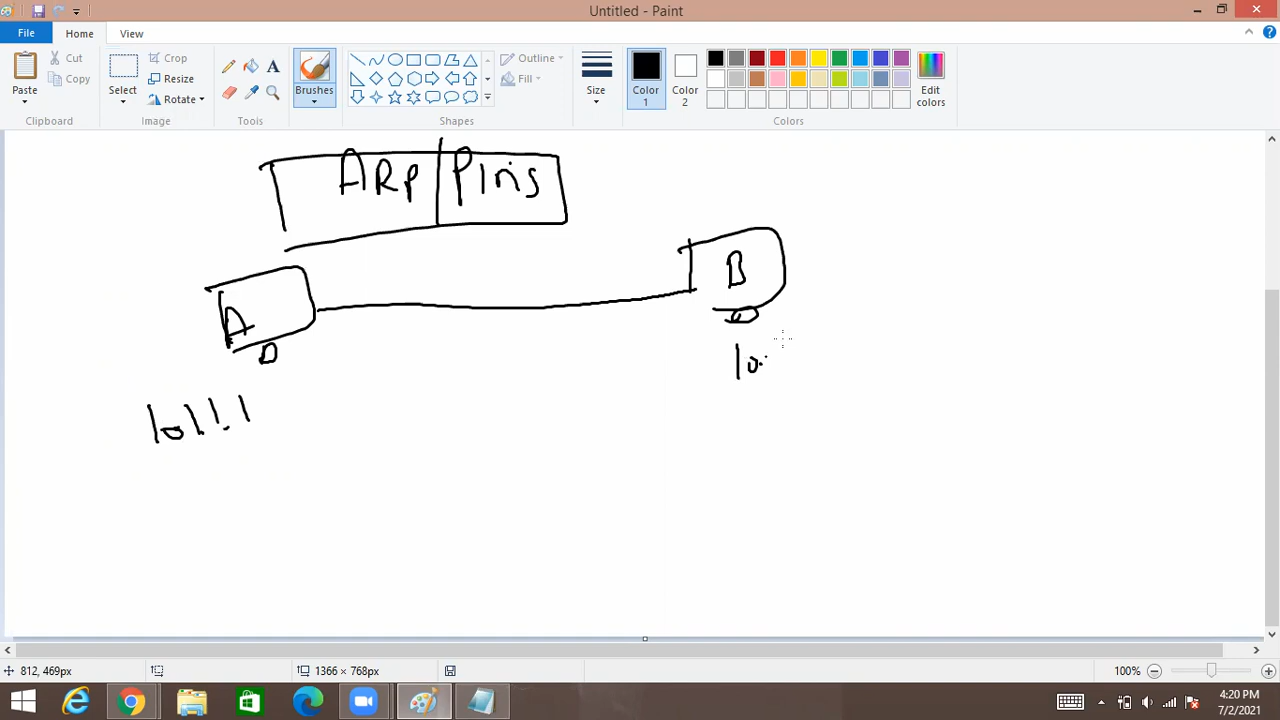 Untitled - Paint
File Home View
Paste Cut Copy Clipboard
Select Crop Resize Rotate Image
Tools
Brushes
Outline Fill Shapes
Size
Color 1 Color 2 Edit colors Colors
ARP Ping
A
B
10.1.1.1
10.
812, 469px 1366 × 768px 100%
4:20 PM
7/2/2021